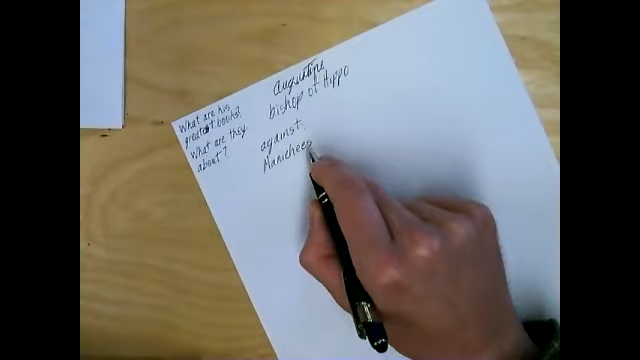 Augustine
bishop of Hippo
What are his
greatest books?
What are they
about?
against:
Manichees